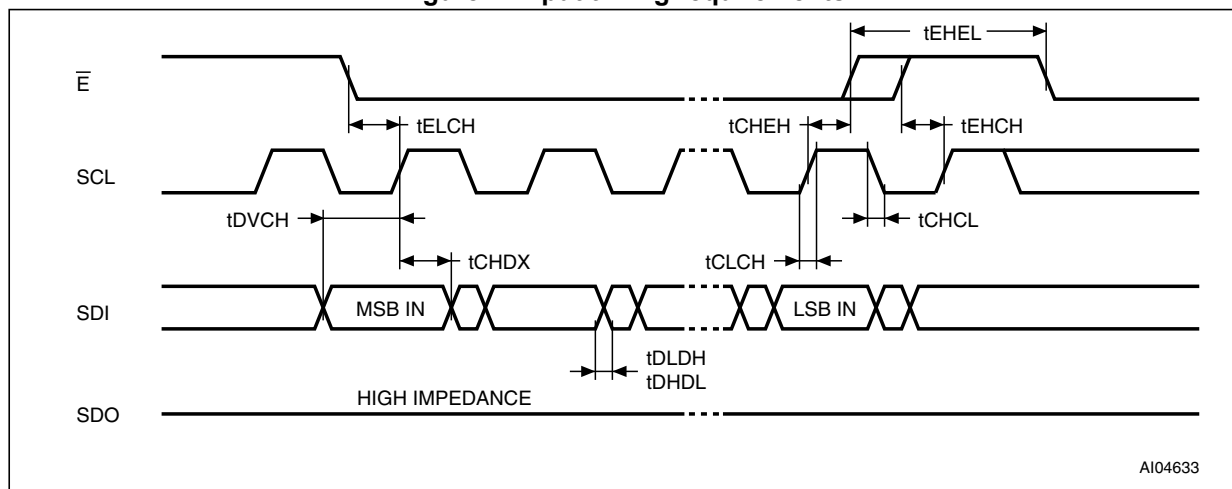 E
tEHEL
tELCH
tCHEH
tEHCH
SCL
tDVCH
tCHCL
tCHDX
tCLCH
SDI
MSB IN
LSB IN
tDLDH
tDHDL
HIGH IMPEDANCE
SDO
AI04633